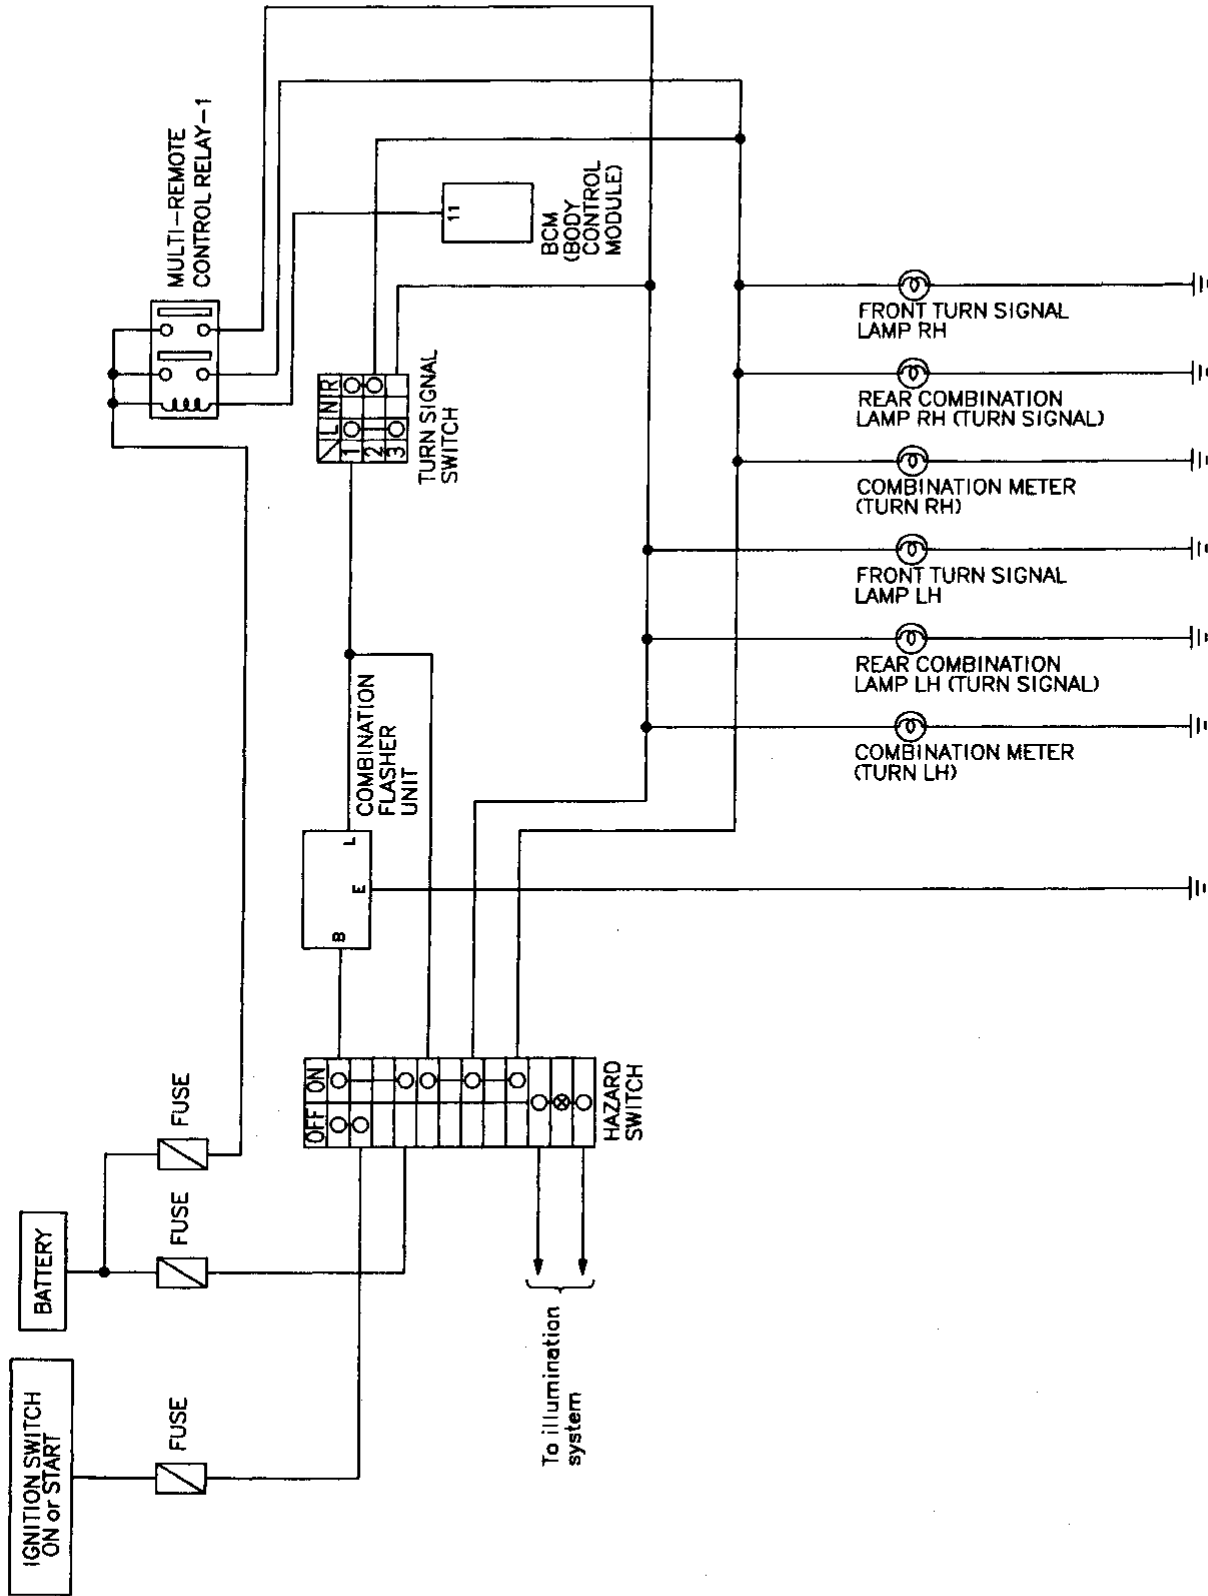 IGNITION SWITCH
ON or START
BATTERY
FUSE
FUSE
FUSE
MULTI-REMOTE
CONTROL RELAY-1
OFF ON
HAZARD
SWITCH
To illumination
system
B
E
L
COMBINATION
FLASHER
UNIT
L N R
1
2
3
TURN SIGNAL
SWITCH
11
BCM
(BODY
CONTROL
MODULE)
FRONT TURN SIGNAL
LAMP RH
REAR COMBINATION
LAMP RH (TURN SIGNAL)
COMBINATION METER
(TURN RH)
FRONT TURN SIGNAL
LAMP LH
REAR COMBINATION
LAMP LH (TURN SIGNAL)
COMBINATION METER
(TURN LH)